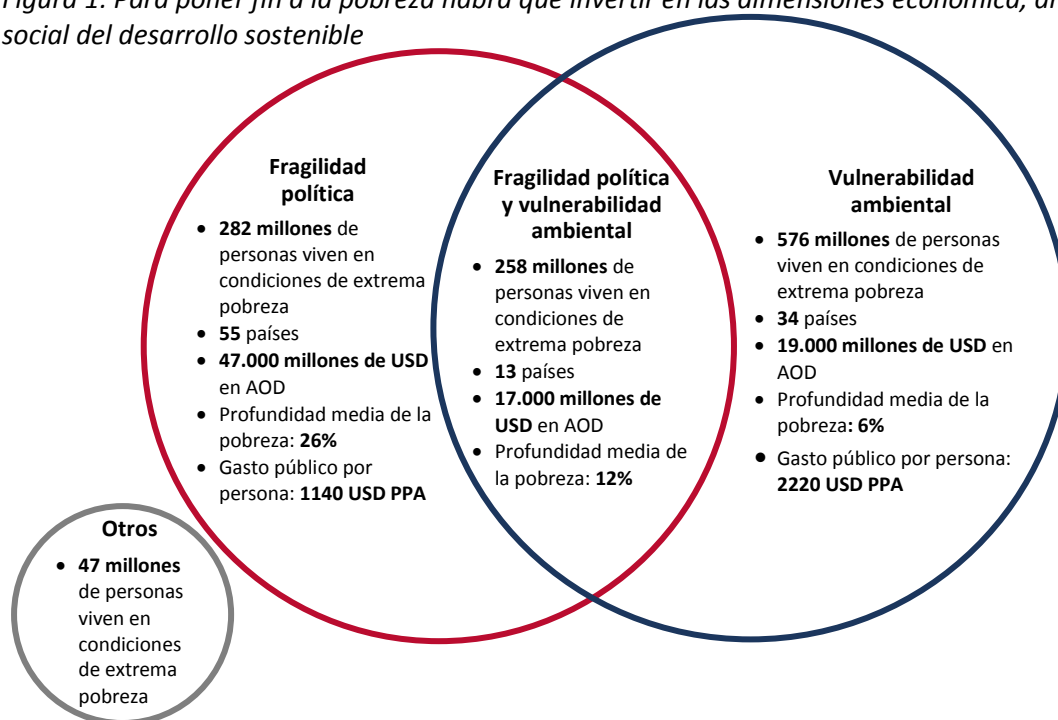 Figura 1. Para poner fin a la pobreza habrá que invertir en las dimensiones económica,
social del desarrollo sostenible
Fragilidad
política
• 282 millones de
personas viven en
condiciones de extrema
pobreza
• 55 países
• 47.000 millones de USD
en AOD
• Profundidad media de la
pobreza: 26%
• Gasto público por
persona: 1140 USD PPA
Fragilidad política
y vulnerabilidad
ambiental
• 258 millones de
personas viven en
condiciones de
extrema pobreza
• 13 países
• 17.000 millones de
USD en AOD
• Profundidad media de
la pobreza: 12%
Vulnerabilidad
ambiental
• 576 millones de personas
viven en condiciones de
extrema pobreza
• 34 países
• 19.000 millones de USD en
AOD
• Profundidad media de la
pobreza: 6%
• Gasto público por persona:
2220 USD PPA
Otros
• 47 millones
de personas
viven en
condiciones
de extrema
pobreza